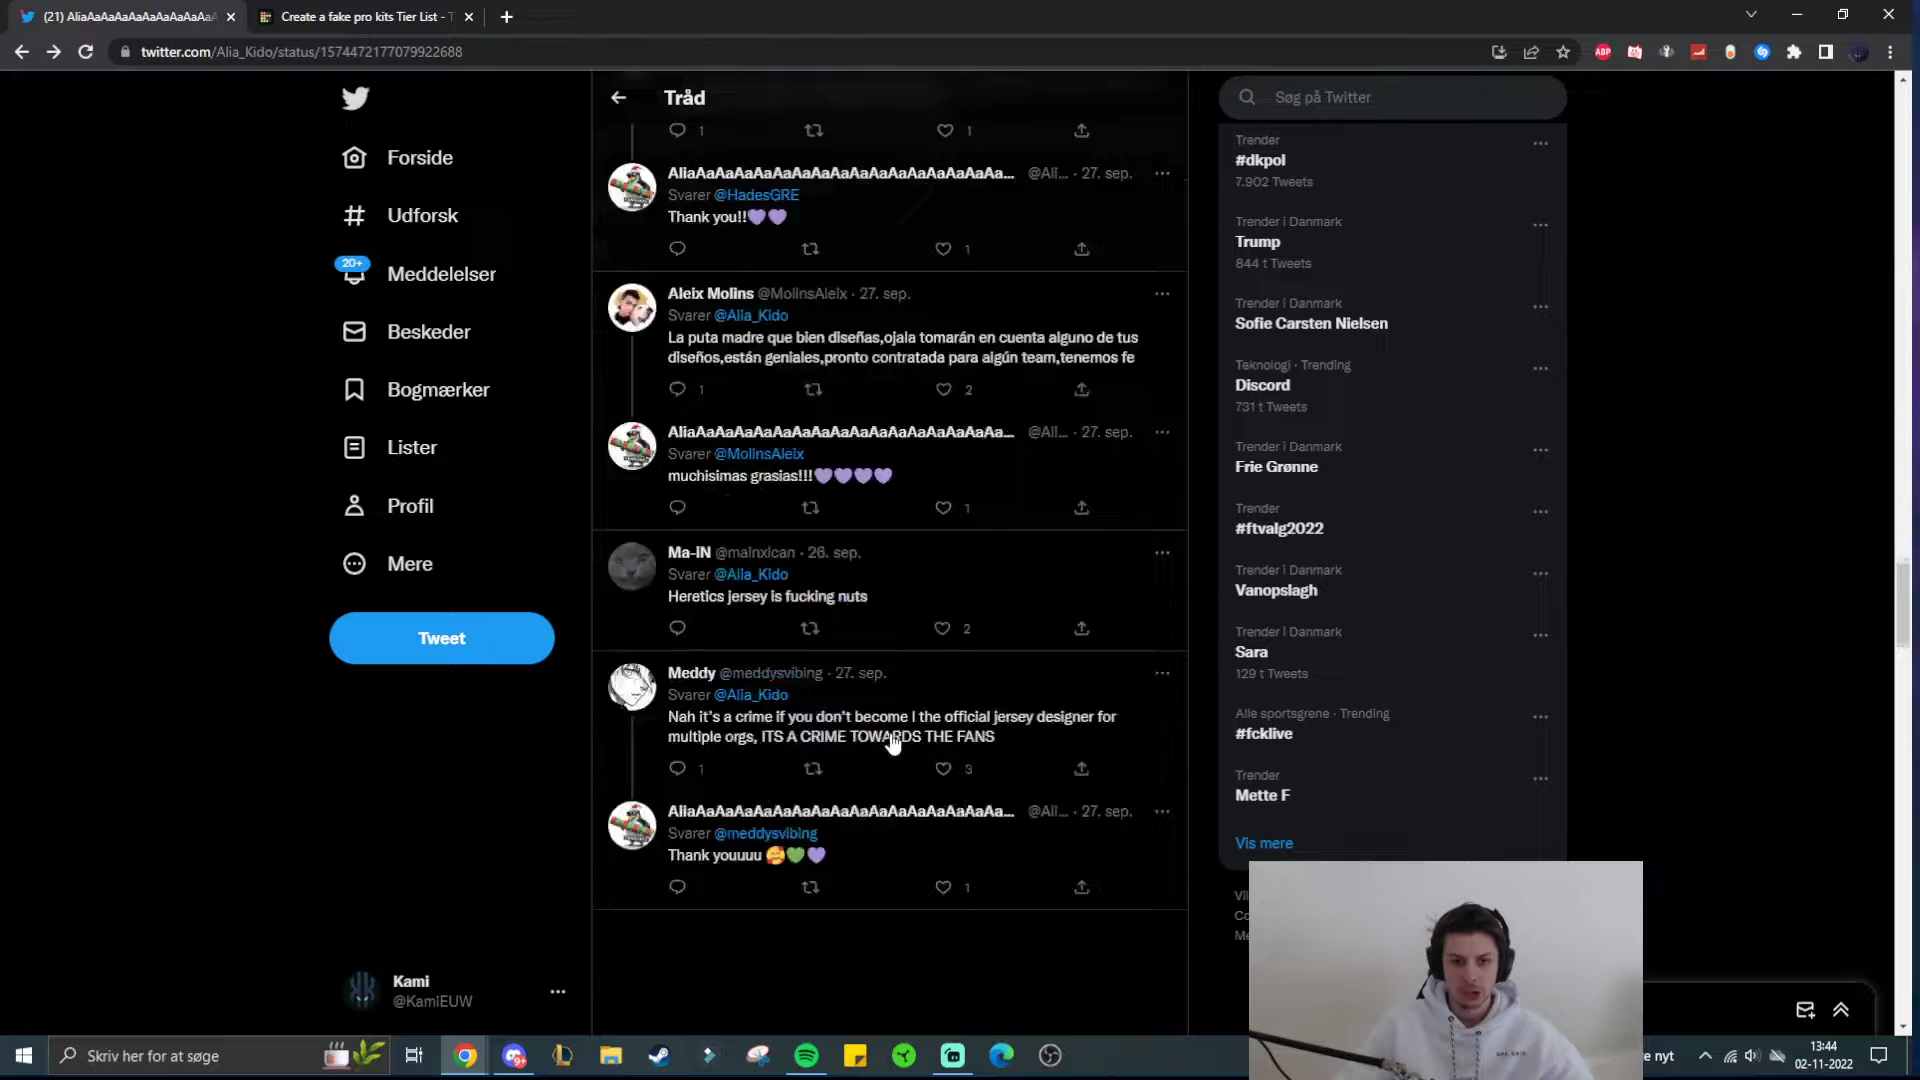 (21) AliaAaAaAaAaAaAaAaAaAa
Create a fake pro kits Tier List - T
twitter.com/Alia_Kido/status/1574472177079922688
Forside
Udforsk
20+
Meddelelser
Beskeder
Bogmærker
Lister
Profil
Mere
Tweet
Kami
@KamiEUW
Tråd
1
1
AliaAaAaAaAaAaAaAaAaAaAaAaAaAaAaAaAa... @Ali... · 27. sep.
Svarer @HadesGRE
Thank you!!💜💜
1
Aleix Molins @MolinsAleix · 27. sep.
Svarer @Alia_Kido
La puta madre que bien diseñas,ojala tomarán en cuenta alguno de tus
diseños,están geniales,pronto contratada para algún team,tenemos fe
1
2
AliaAaAaAaAaAaAaAaAaAaAaAaAaAaAaAaAa... @Ali... · 27. sep.
Svarer @MolinsAleix
muchisimas grasias!!!💜💜💜💜
1
Ma-iN @mainxican · 26. sep.
Svarer @Alia_Kido
Heretics jersey is fucking nuts
2
Meddy @meddysvibing · 27. sep.
Svarer @Alia_Kido
Nah it's a crime if you don't become l the official jersey designer for
multiple orgs, ITS A CRIME TOWARDS THE FANS
1
3
AliaAaAaAaAaAaAaAaAaAaAaAaAaAaAaAaAa... @Ali... · 27. sep.
Svarer @meddysvibing
Thank youuuu 🥰💚💜
1
Søg på Twitter
Trender
#dkpol
7.902 Tweets
Trender i Danmark
Trump
844 t Tweets
Trender i Danmark
Sofie Carsten Nielsen
Teknologi · Trending
Discord
731 t Tweets
Trender i Danmark
Frie Grønne
Trender
#ftvalg2022
Trender i Danmark
Vanopslagh
Trender i Danmark
Sara
129 t Tweets
Alle sportsgrene · Trending
#fcklive
Trender
Mette F
Vis mere
Skriv her for at søge
13:44
02-11-2022